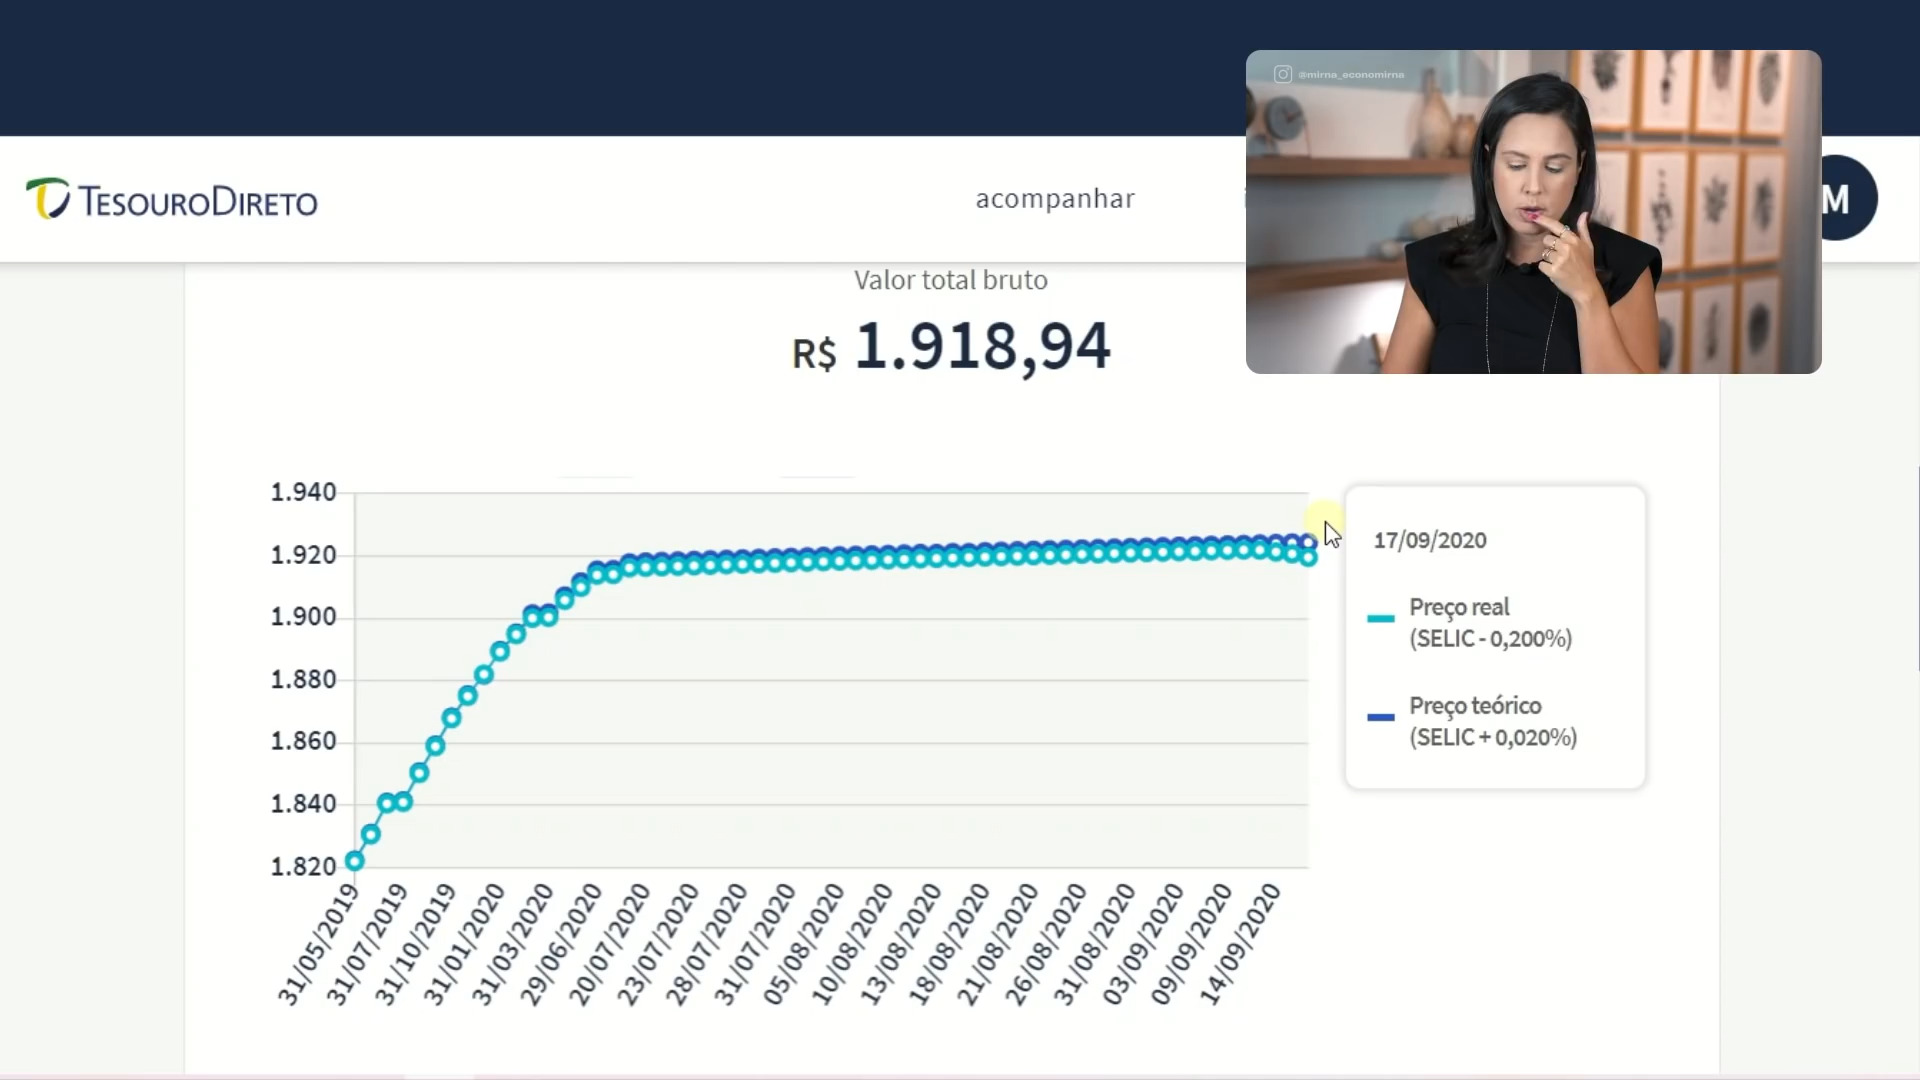 @mirna_economirna
TESOURODIRETO
acompanhar
M
Valor total bruto
R$ 1.918,94
1.940
1.920
1.900
1.880
1.860
1.840
1.820
31/05/2019
31/07/2019
31/10/2019
31/01/2020
31/03/2020
29/06/2020
20/07/2020
23/07/2020
28/07/2020
31/07/2020
05/08/2020
10/08/2020
13/08/2020
18/08/2020
21/08/2020
26/08/2020
31/08/2020
03/09/2020
09/09/2020
14/09/2020
17/09/2020
Preço real
(SELIC - 0,200%)
Preço teórico
(SELIC + 0,020%)